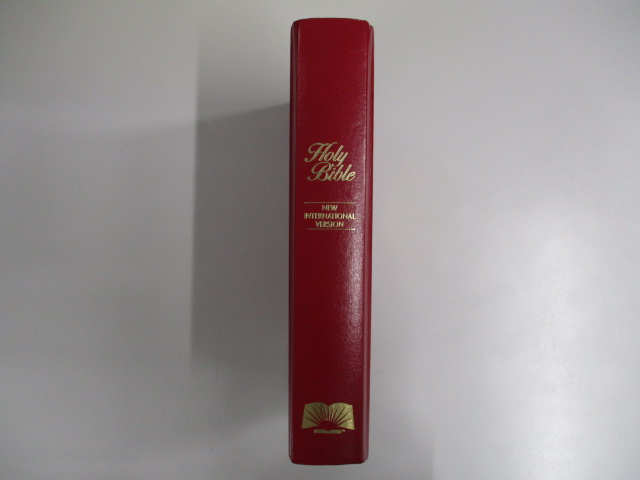 Holy
Bible
NEW
INTERNATIONAL
VERSION